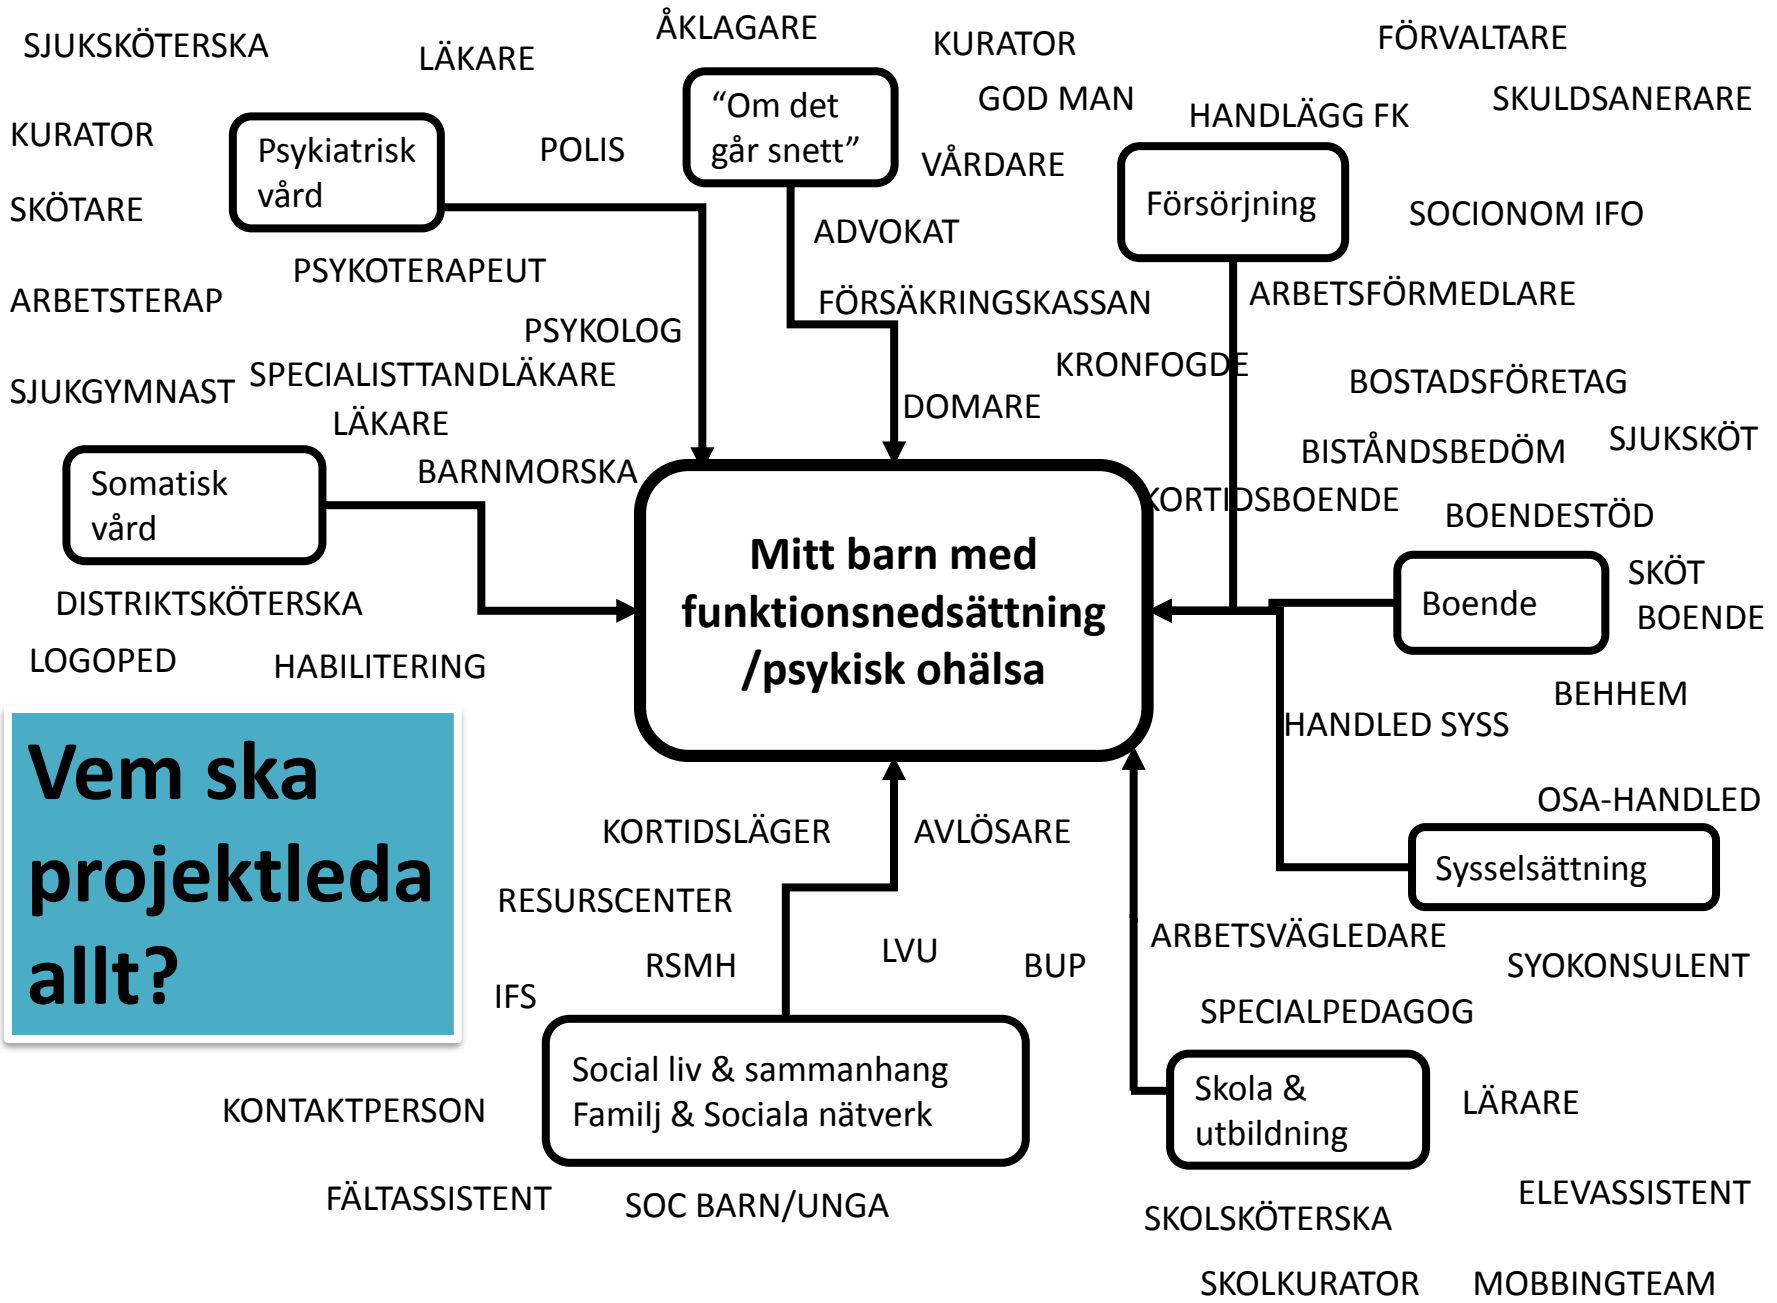 ÅKLAGARE
SJUKSKÖTERSKA
LÄKARE
KURATOR
FÖRVALTARE
GOD MAN
SKULDSANERARE
HANDLÄGG FK
“Om det
går snett”
KURATOR
Psykiatrisk
vård
POLIS
VÅRDARE
SKÖTARE
Försörjning
SOCIONOM IFO
ADVOKAT
PSYKOTERAPEUT
ARBETSTERAP
FÖRSÄKRINGSKASSAN
ARBETSFÖRMEDLARE
PSYKOLOG
KRONFOGDE
BOSTADSFÖRETAG
SJUKGYMNAST
SPECIALISTTANDLÄKARE
LÄKARE
DOMARE
BISTÅNDSBEDÖM
SJUKSKÖT
BARNMORSKA
Somatisk
vård
KORTIDSBOENDE
BOENDESTÖD
Mitt barn med
funktionsnedsättning
/psykisk ohälsa
SKÖT
BOENDE
Boende
DISTRIKTSKÖTERSKA
LOGOPED
HABILITERING
BEHHEM
HANDLED SYSS
Vem ska
projektleda
allt?
OSA-HANDLED
KORTIDSLÄGER
AVLÖSARE
Sysselsättning
RESURSCENTER
ARBETSVÄGLEDARE
RSMH
LVU
BUP
SYOKONSULENT
IFS
SPECIALPEDAGOG
Social liv & sammanhang
Familj & Sociala nätverk
Skola &
utbildning
KONTAKTPERSON
LÄRARE
FÄLTASSISTENT
SOC BARN/UNGA
ELEVASSISTENT
SKOLSKÖTERSKA
SKOLKURATOR
MOBBINGTEAM